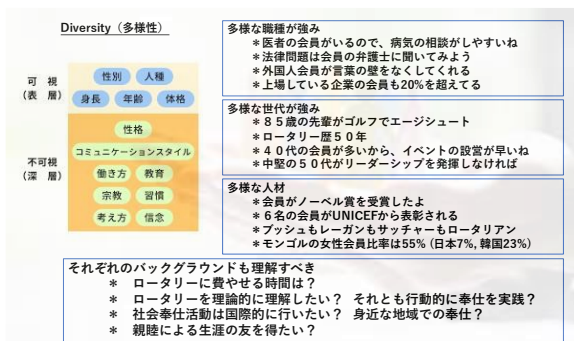 Diversity（多様性）
可　視
（表　層）
性別　人種
身長　年齢　体格
不可視
（深　層）
性格
コミュニケーションスタイル
働き方　教育
宗教　習慣
考え方　信念
多様な職種が強み
＊医者の会員がいるので、病気の相談がしやすいね
＊法律問題は会員の弁護士に聞いてみよう
＊外国人会員が言葉の壁をなくしてくれる
＊上場している企業の会員も20%を超えてる
多様な世代が強み
＊８５歳の先輩がゴルフでエージシュート
＊ロータリー歴５０年
＊４０代の会員が多いから、イベントの設営が早いね
＊中堅の５０代がリーダーシップを発揮しなければ
多様な人材
＊会員がノーベル賞を受賞したよ
＊６名の会員がUNICEFから表彰される
＊ブッシュもレーガンもサッチャーもロータリアン
＊モンゴルの女性会員比率は55% (日本7%, 韓国23%)
それぞれのバックグラウンドも理解すべき
＊　ロータリーに費やせる時間は？
＊　ロータリーを理論的に理解したい？　それとも行動的に奉仕を実践？
＊　社会奉仕活動は国際的に行いたい？　身近な地域での奉仕？
＊　親睦による生涯の友を得たい？